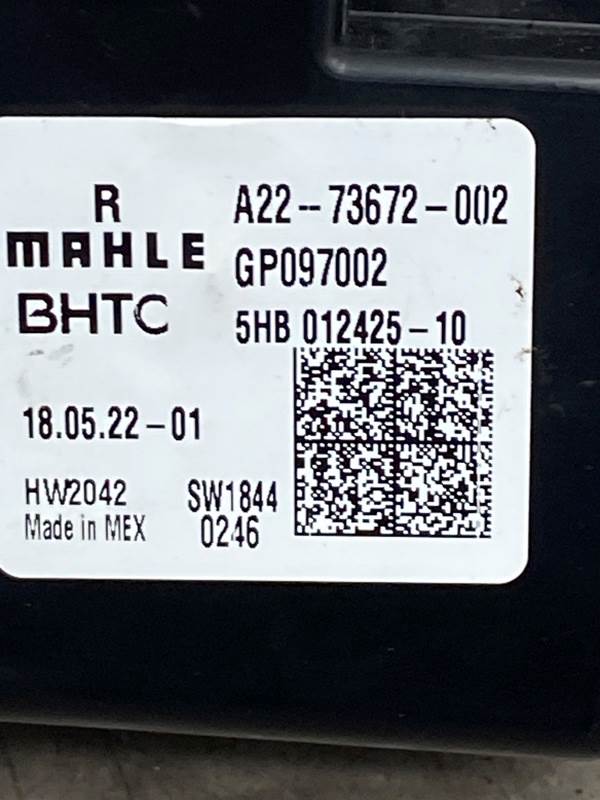 R
A22-73672-002
MAHLE
GP097002
BHTC
5HB 012425-10
18.05.22-01
HW2042
SW1844
Made in MEX
0246